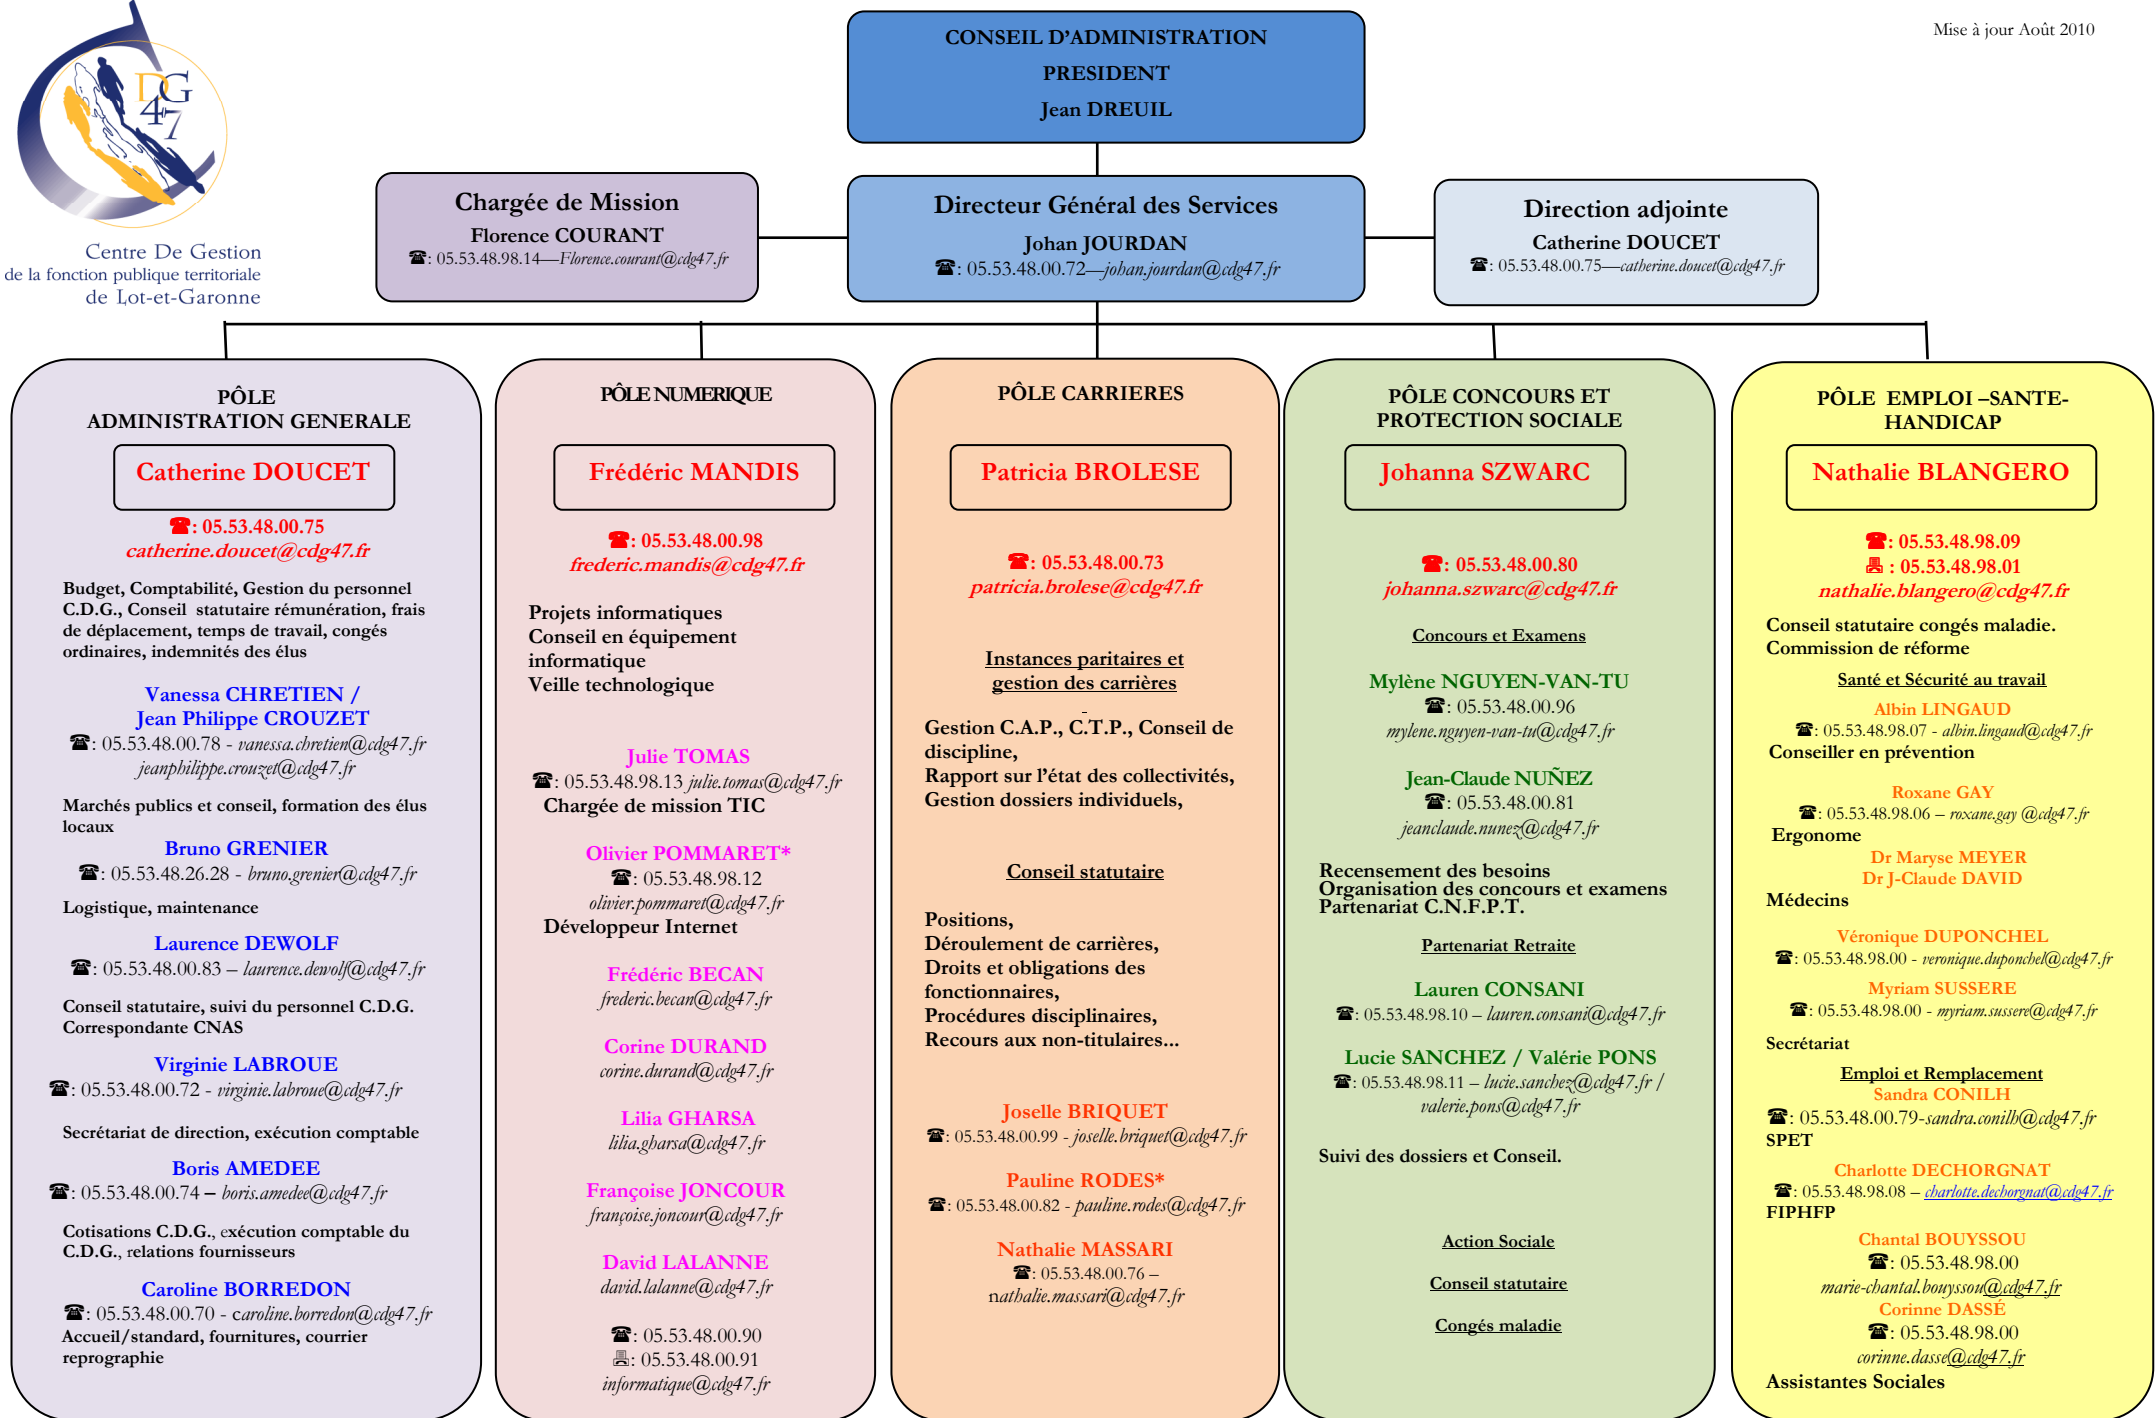 Mise à jour Août 2010
DG
47
Centre De Gestion
de la fonction publique territoriale
de Lot-et-Garonne
CONSEIL D'ADMINISTRATION
PRESIDENT
Jean DREUIL
Chargée de Mission
Florence COURANT
☎: 05.53.48.98.14—Florence.courant@cdg47.fr
Directeur Général des Services
Johan JOURDAN
☎: 05.53.48.00.72—johan.jourdan@cdg47.fr
Direction adjointe
Catherine DOUCET
☎: 05.53.48.00.75—catherine.doucet@cdg47.fr
PÔLE
ADMINISTRATION GENERALE
Catherine DOUCET
☎: 05.53.48.00.75
catherine.doucet@cdg47.fr
Budget, Comptabilité, Gestion du personnel
C.D.G., Conseil statutaire rémunération, frais
de déplacement, temps de travail, congés
ordinaires, indemnités des élus
Vanessa CHRETIEN /
Jean Philippe CROUZET
☎: 05.53.48.00.78 - vanessa.chretien@cdg47.fr
jeanphilippe.crouzet@cdg47.fr
Marchés publics et conseil, formation des élus
locaux
Bruno GRENIER
☎: 05.53.48.26.28 - bruno.grenier@cdg47.fr
Logistique, maintenance
Laurence DEWOLF
☎: 05.53.48.00.83 – laurence.dewolf@cdg47.fr
Conseil statutaire, suivi du personnel C.D.G.
Correspondante CNAS
Virginie LABROUE
☎: 05.53.48.00.72 - virginie.labroue@cdg47.fr
Secrétariat de direction, exécution comptable
Boris AMEDEE
☎: 05.53.48.00.74 – boris.amedee@cdg47.fr
Cotisations C.D.G., exécution comptable du
C.D.G., relations fournisseurs
Caroline BORREDON
☎: 05.53.48.00.70 - caroline.borredon@cdg47.fr
Accueil/standard, fournitures, courrier
reprographie
PÔLE NUMERIQUE
Frédéric MANDIS
☎: 05.53.48.00.98
frederic.mandis@cdg47.fr
Projets informatiques
Conseil en équipement
informatique
Veille technologique
Julie TOMAS
☎: 05.53.48.98.13 julie.tomas@cdg47.fr
Chargée de mission TIC
Olivier POMMARET*
☎: 05.53.48.98.12
olivier.pommaret@cdg47.fr
Développeur Internet
Frédéric BECAN
frederic.becan@cdg47.fr
Corine DURAND
corine.durand@cdg47.fr
Lilia GHARSA
lilia.gharsa@cdg47.fr
Françoise JONCOUR
françoise.joncour@cdg47.fr
David LALANNE
david.lalanne@cdg47.fr
☎: 05.53.48.00.90
🖷: 05.53.48.00.91
informatique@cdg47.fr
PÔLE CARRIERES
Patricia BROLESE
☎: 05.53.48.00.73
patricia.brolese@cdg47.fr
Instances paritaires et
gestion des carrières
Gestion C.A.P., C.T.P., Conseil de
discipline,
Rapport sur l'état des collectivités,
Gestion dossiers individuels,
Conseil statutaire
Positions,
Déroulement de carrières,
Droits et obligations des
fonctionnaires,
Procédures disciplinaires,
Recours aux non-titulaires...
Joselle BRIQUET
☎: 05.53.48.00.99 - joselle.briquet@cdg47.fr
Pauline RODES*
☎: 05.53.48.00.82 - pauline.rodes@cdg47.fr
Nathalie MASSARI
☎: 05.53.48.00.76 –
nathalie.massari@cdg47.fr
PÔLE CONCOURS ET
PROTECTION SOCIALE
Johanna SZWARC
☎: 05.53.48.00.80
johanna.szwarc@cdg47.fr
Concours et Examens
Mylène NGUYEN-VAN-TU
☎: 05.53.48.00.96
mylene.nguyen-van-tu@cdg47.fr
Jean-Claude NUÑEZ
☎: 05.53.48.00.81
jeanclaude.nunez@cdg47.fr
Recensement des besoins
Organisation des concours et examens
Partenariat C.N.F.P.T.
Partenariat Retraite
Lauren CONSANI
☎: 05.53.48.98.10 – lauren.consani@cdg47.fr
Lucie SANCHEZ / Valérie PONS
☎: 05.53.48.98.11 – lucie.sanchez@cdg47.fr /
valerie.pons@cdg47.fr
Suivi des dossiers et Conseil.
Action Sociale
Conseil statutaire
Congés maladie
PÔLE EMPLOI –SANTE-
HANDICAP
Nathalie BLANGERO
☎: 05.53.48.98.09
🖷 : 05.53.48.98.01
nathalie.blangero@cdg47.fr
Conseil statutaire congés maladie.
Commission de réforme
Santé et Sécurité au travail
Albin LINGAUD
☎: 05.53.48.98.07 - albin.lingaud@cdg47.fr
Conseiller en prévention
Roxane GAY
☎: 05.53.48.98.06 – roxane.gay @cdg47.fr
Ergonome
Dr Maryse MEYER
Dr J-Claude DAVID
Médecins
Véronique DUPONCHEL
☎: 05.53.48.98.00 - veronique.duponchel@cdg47.fr
Myriam SUSSERE
☎: 05.53.48.98.00 - myriam.sussere@cdg47.fr
Secrétariat
Emploi et Remplacement
Sandra CONILH
☎: 05.53.48.00.79-sandra.conilh@cdg47.fr
SPET
Charlotte DECHORGNAT
☎: 05.53.48.98.08 – charlotte.dechorgnat@cdg47.fr
FIPHFP
Chantal BOUYSSOU
☎: 05.53.48.98.00
marie-chantal.bouyssou@cdg47.fr
Corinne DASSÉ
☎: 05.53.48.98.00
corinne.dasse@cdg47.fr
Assistantes Sociales